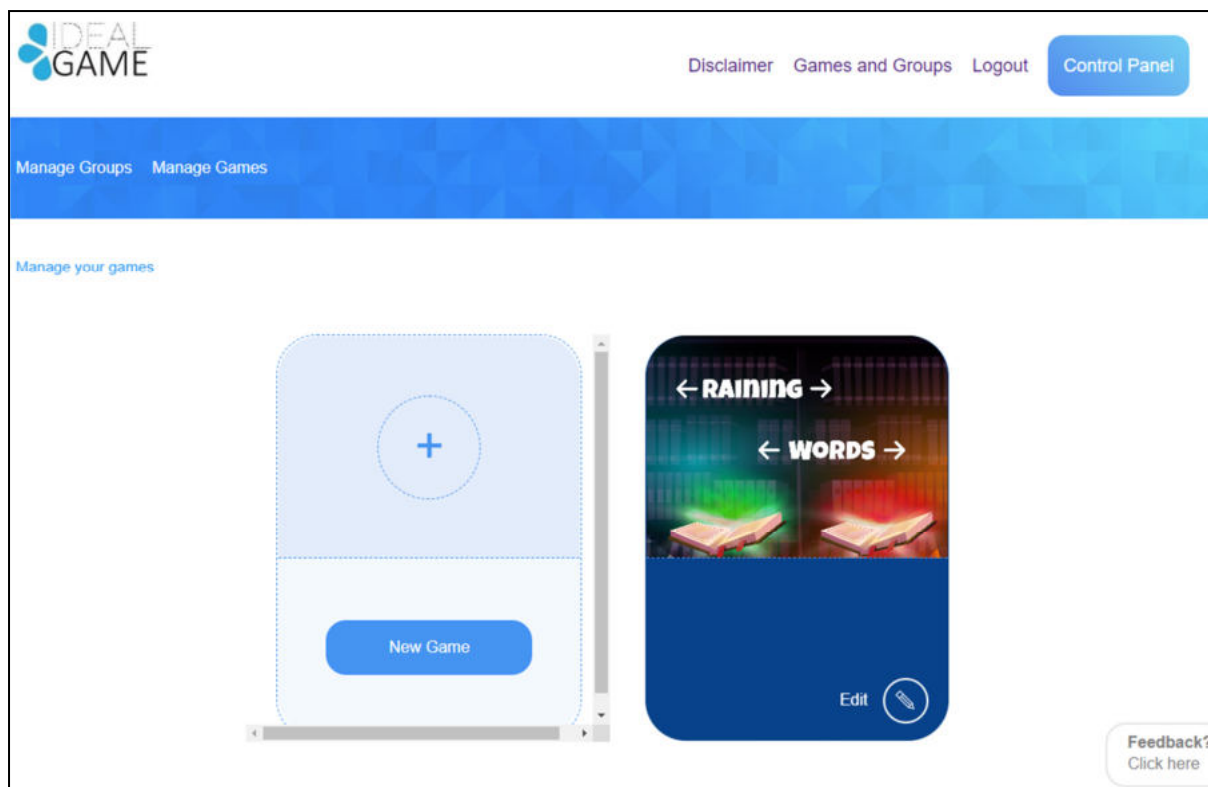 IDEAL
GAME
Disclaimer Games and Groups Logout Control Panel
Manage Groups Manage Games
Manage your games
← RAINING →
← WORDS →
New Game
Edit
Feedback?
Click here